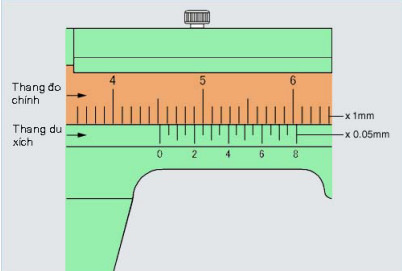 4 5 6
Thang đo
chính
x 1mm
Thang du
xích
x 0.05mm
0 2 4 6 8